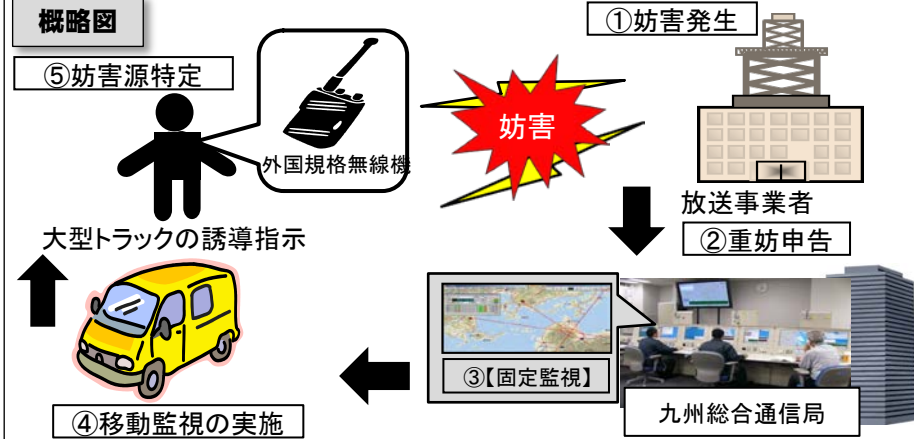 概略図
①妨害発生
⑤妨害源特定
妨害
外国規格無線機
放送事業者
大型トラックの誘導指示
②重妨申告
③【固定監視】
九州総合通信局
④移動監視の実施